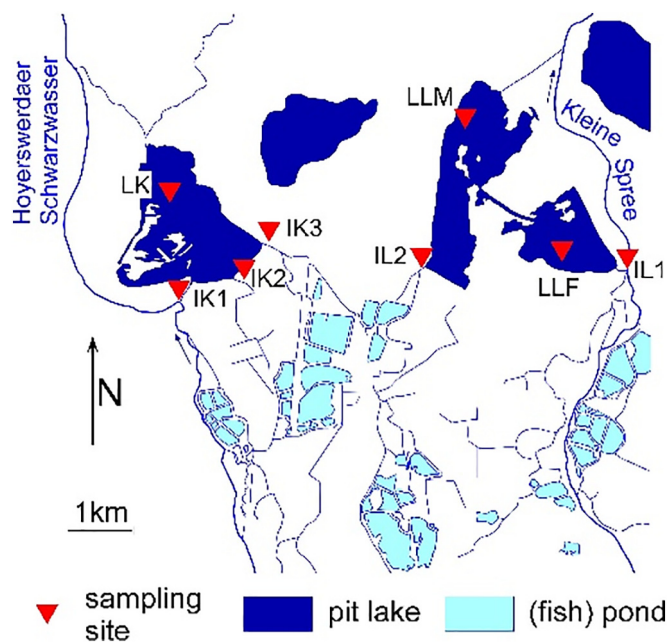 Hoyerswerdaer
Schwarzwasser
LLM
Kleine
Spree
LK
IK3
IL2
IK2
LLF
IL1
IK1
N
1km
sampling
site
pit lake
(fish) pond